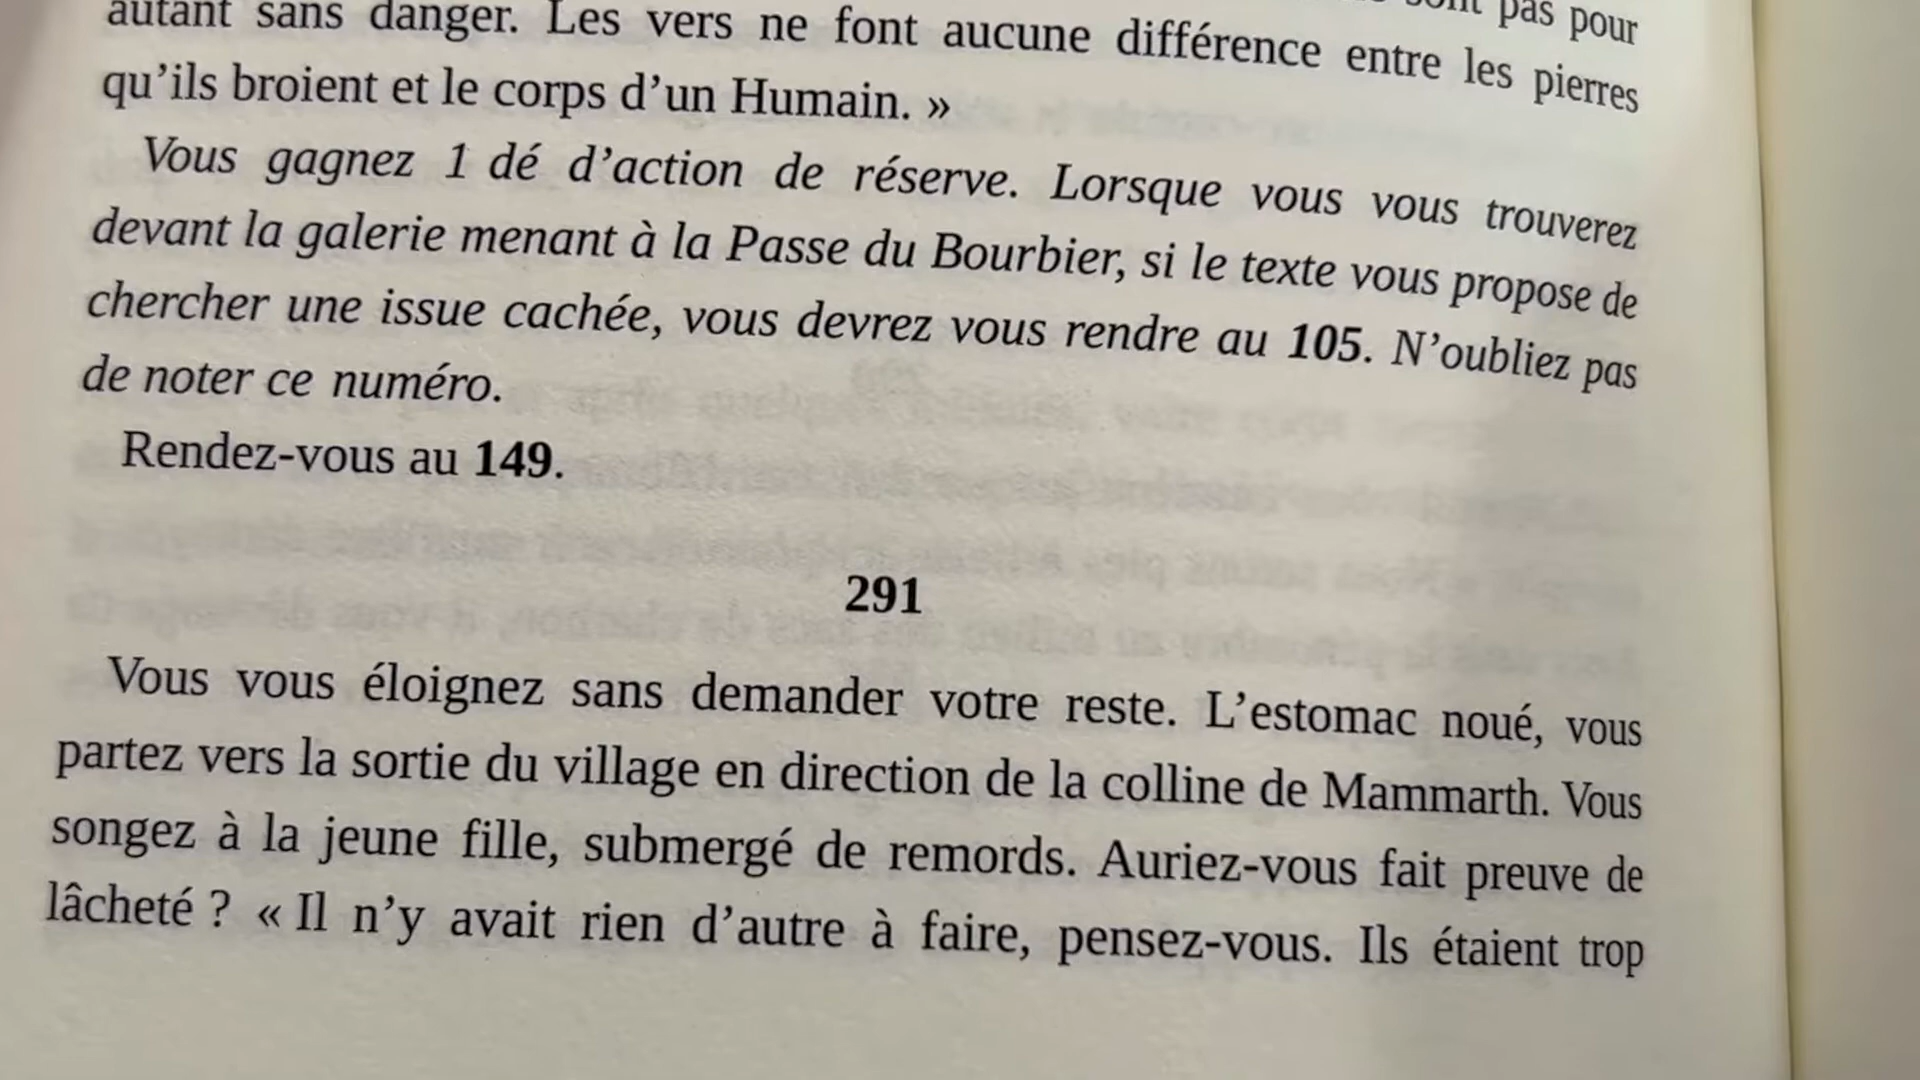 sont pas pour
autant sans danger. Les vers ne font aucune différence entre les pierres
qu’ils broient et le corps d’un Humain. »
Vous gagnez 1 dé d’action de réserve. Lorsque vous vous trouverez
devant la galerie menant à la Passe du Bourbier, si le texte vous propose de
chercher une issue cachée, vous devrez vous rendre au 105. N’oubliez pas
de noter ce numéro.
Rendez-vous au 149.
291
Vous vous éloignez sans demander votre reste. L’estomac noué, vous
partez vers la sortie du village en direction de la colline de Mammarth. Vous
songez à la jeune fille, submergé de remords. Auriez-vous fait preuve de
lâcheté ? « Il n’y avait rien d’autre à faire, pensez-vous. Ils étaient trop